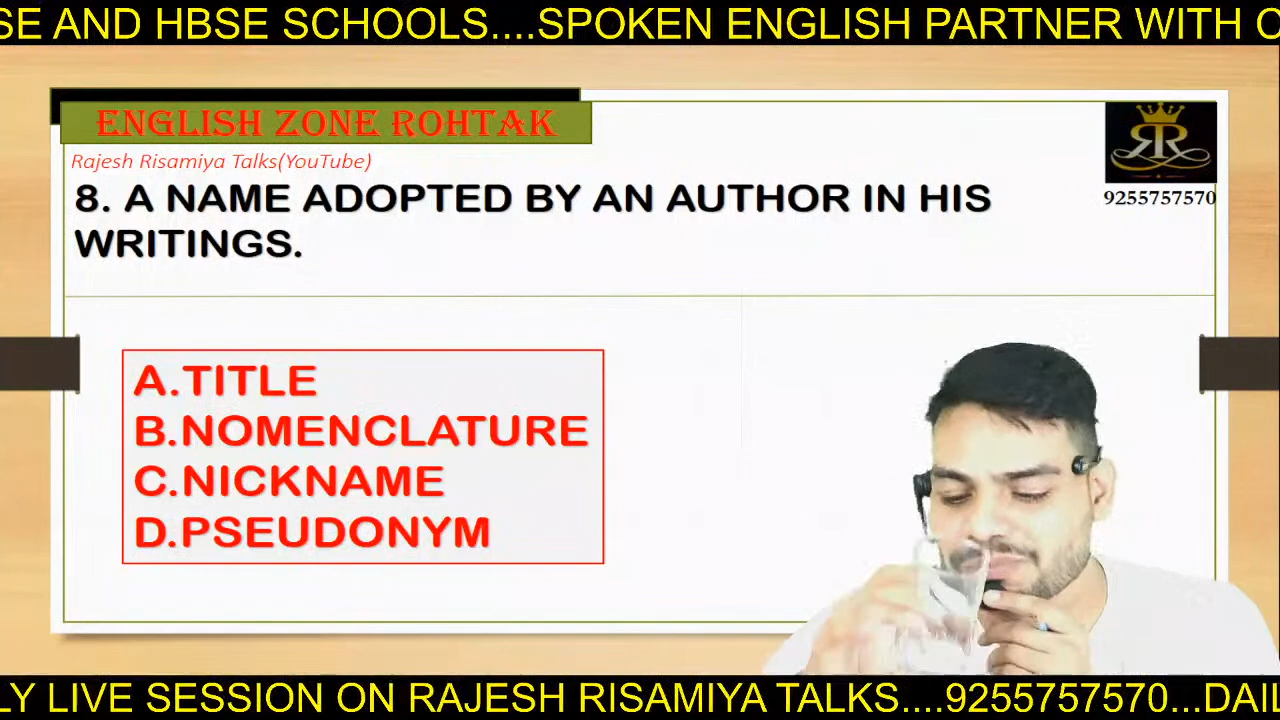 SE AND HBSE SCHOOLS....SPOKEN ENGLISH PARTNER WITH C
ENGLISH ZONE ROHTAK
Rajesh Risamiya Talks(YouTube)
RR
9255757570
8. A NAME ADOPTED BY AN AUTHOR IN HIS
WRITINGS.
A.TITLE
B.NOMENCLATURE
C.NICKNAME
D.PSEUDONYM
LY LIVE SESSION ON RAJESH RISAMIYA TALKS....9255757570...DAIL